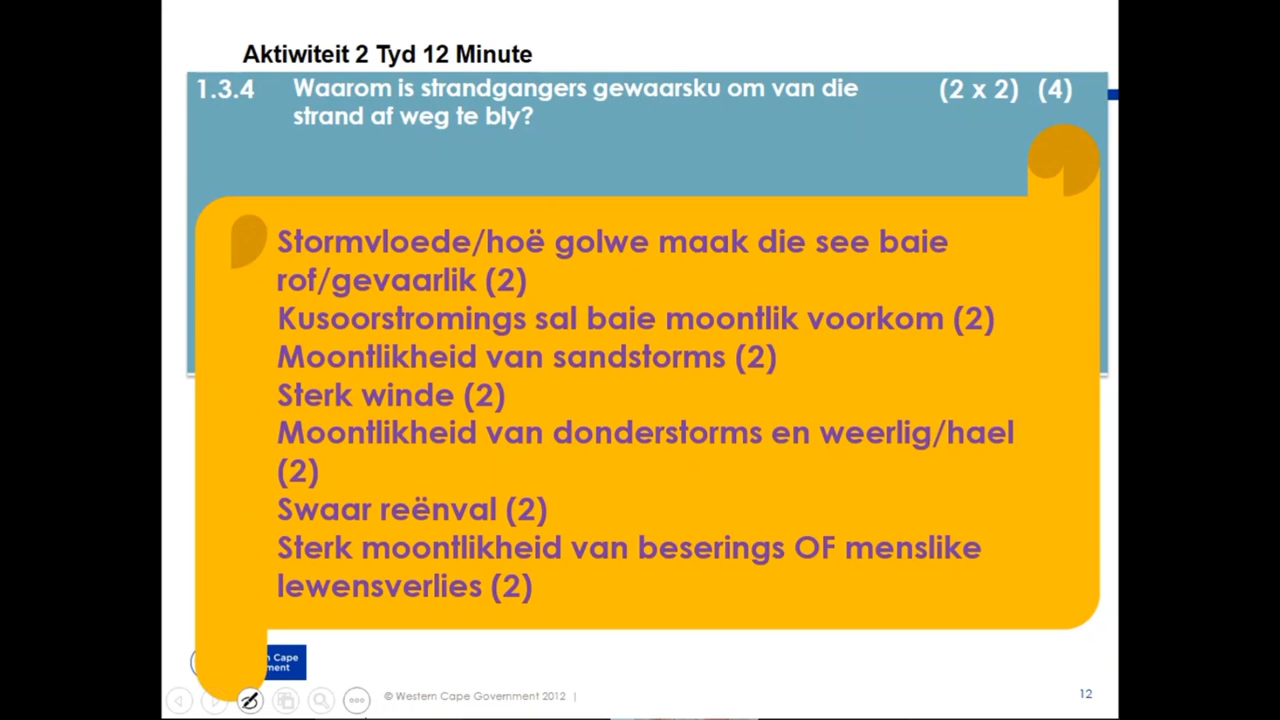 Aktiwiteit 2 Tyd 12 Minute
1.3.4 Waarom is strandgangers gewaarsku om van die (2 x 2) (4)
strand af weg te bly?
Stormvloede/hoë golwe maak die see baie
rof/gevaarlik (2)
Kusoorstromings sal baie moontlik voorkom (2)
Moontlikheid van sandstorms (2)
Sterk winde (2)
Moontlikheid van donderstorms en weerlig/hael
(2)
Swaar reënval (2)
Sterk moontlikheid van beserings OF menslike
lewensverlies (2)
Cape
© Western Cape Government 2012 |
12